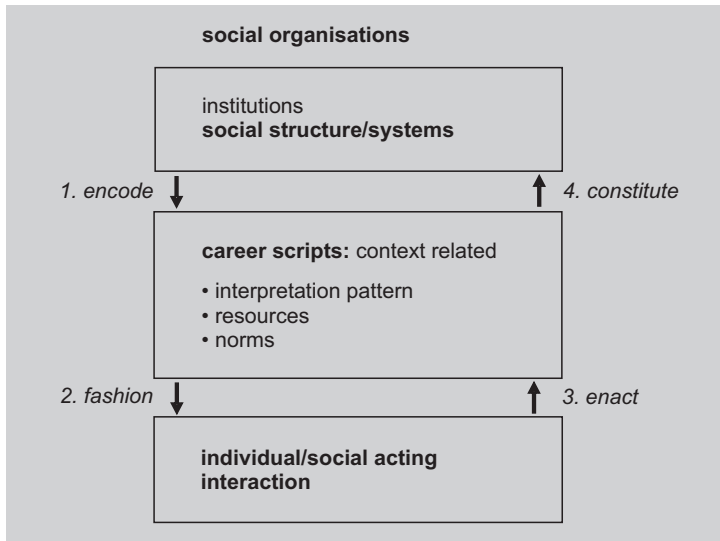 social organisations
institutions
social structure/systems
1. encode
4. constitute
career scripts: context related
• interpretation pattern
• resources
• norms
2. fashion
3. enact
individual/social acting
interaction